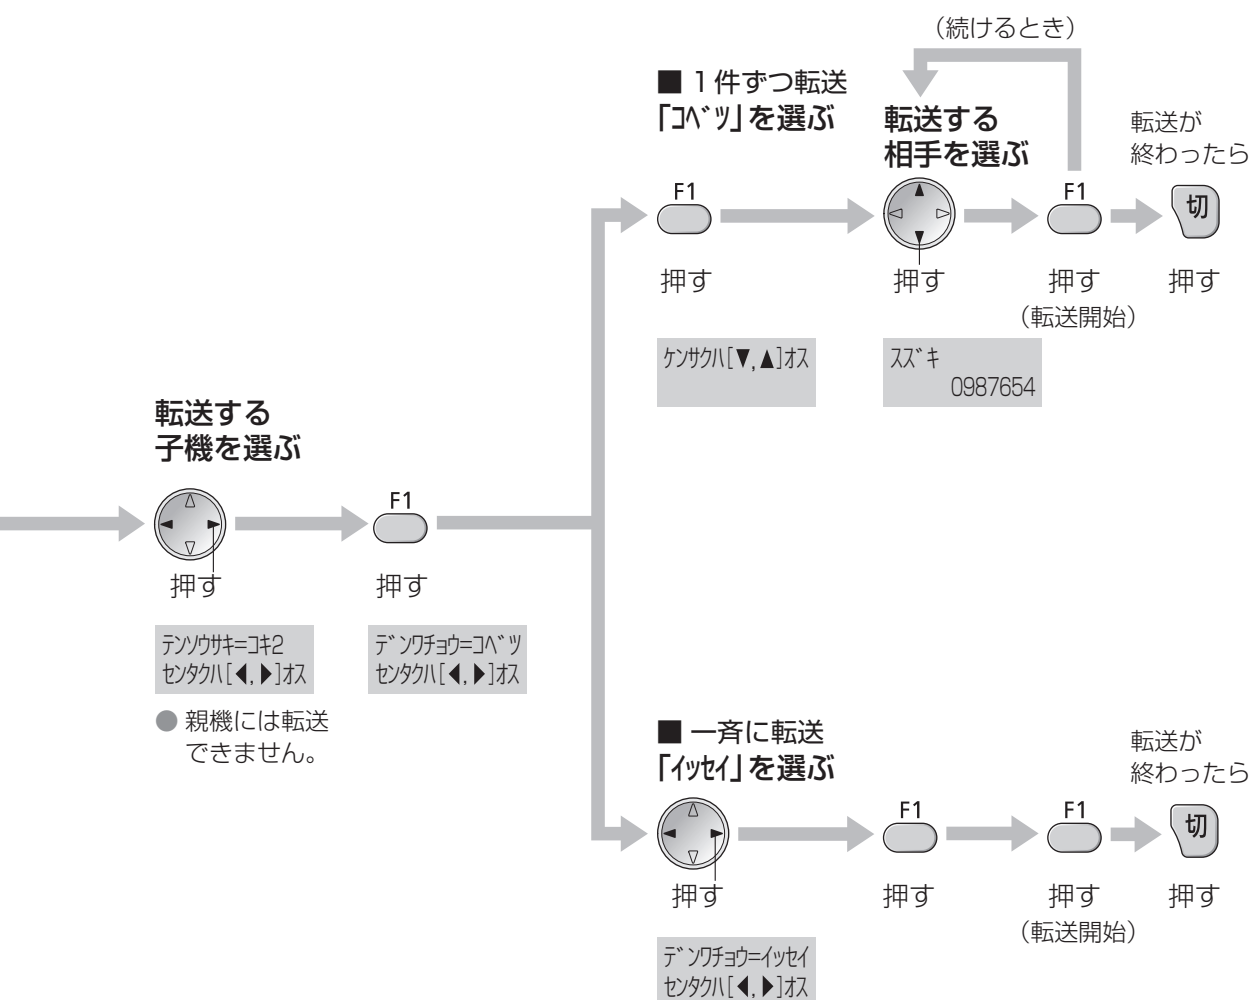 転送する
子機を選ぶ
押す
ﾃﾝｿｳｻｷ=ｺｷ2
ｾﾝﾀｸﾊ[◀,▶]ｵｽ
● 親機には転送
できません。
F1
押す
ﾃﾞﾝﾜﾁｮｳ=ｺﾍﾞﾂ
ｾﾝﾀｸﾊ[◀,▶]ｵｽ
■ 1件ずつ転送
「ｺﾍﾞﾂ」を選ぶ
F1
押す
ｹﾝｻｸﾊ[▼,▲]ｵｽ
(続けるとき)
転送する
相手を選ぶ
押す
ｽｽﾞｷ
0987654
F1
押す
(転送開始)
転送が
終わったら
切
押す
■ 一斉に転送
「ｲｯｾｲ」を選ぶ
押す
ﾃﾞﾝﾜﾁｮｳ=ｲｯｾｲ
ｾﾝﾀｸﾊ[◀,▶]ｵｽ
F1
押す
F1
押す
(転送開始)
転送が
終わったら
切
押す